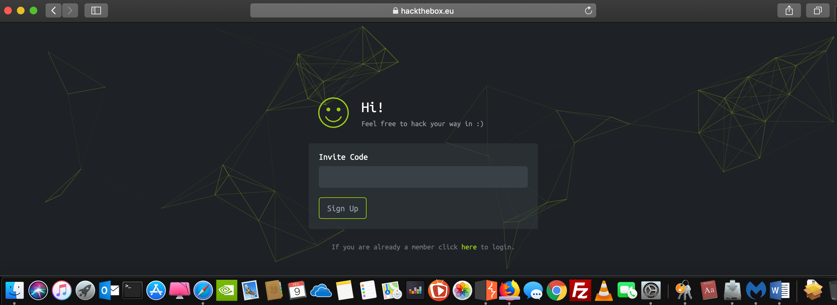 hackthebox.eu
Hi!
Feel free to hack your way in :)
Invite Code
Sign Up
If you are already a member click here to login.
9